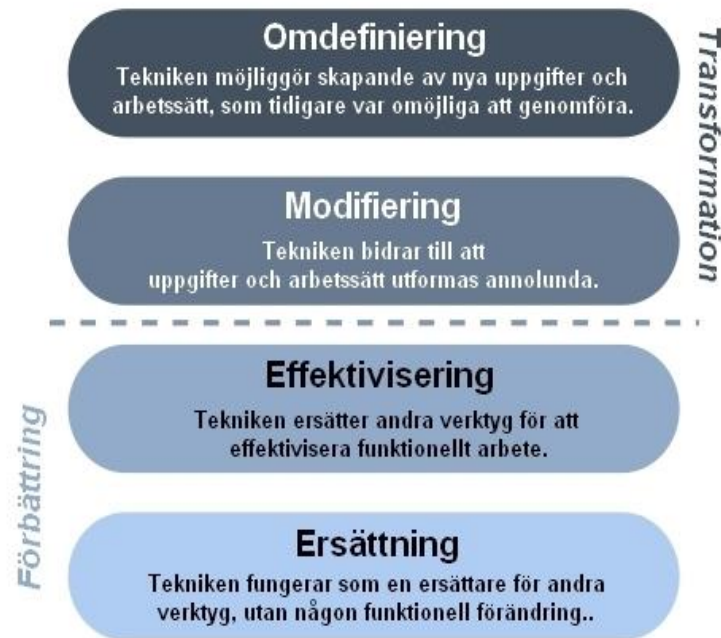 Omdefiniering
Tekniken möjliggör skapande av nya uppgifter och
arbetssätt, som tidigare var omöjliga att genomföra.
Transformation
Modifiering
Tekniken bidrar till att
uppgifter och arbetssätt utformas annolunda.
Effektivisering
Tekniken ersätter andra verktyg för att
effektivisera funktionellt arbete.
Förbättring
Ersättning
Tekniken fungerar som en ersättare för andra
verktyg, utan någon funktionell förändring..